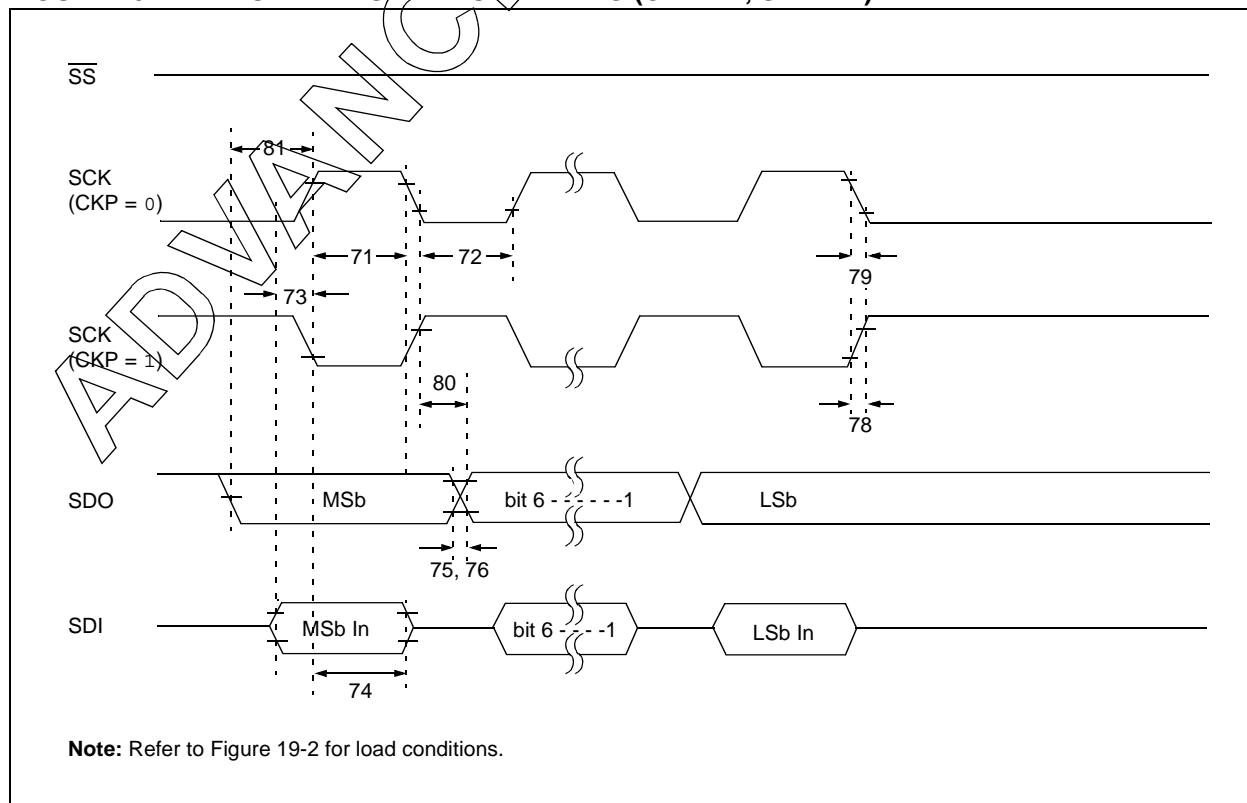 SS
81
SCK
(CKP = 0)
71
72
79
73
SCK
(CKP = 1)
80
78
SDO
MSb
bit 6 - - - - - -1
LSb
75, 76
SDI
MSb In
bit 6 - - - -1
LSb In
74
Note: Refer to Figure 19-2 for load conditions.